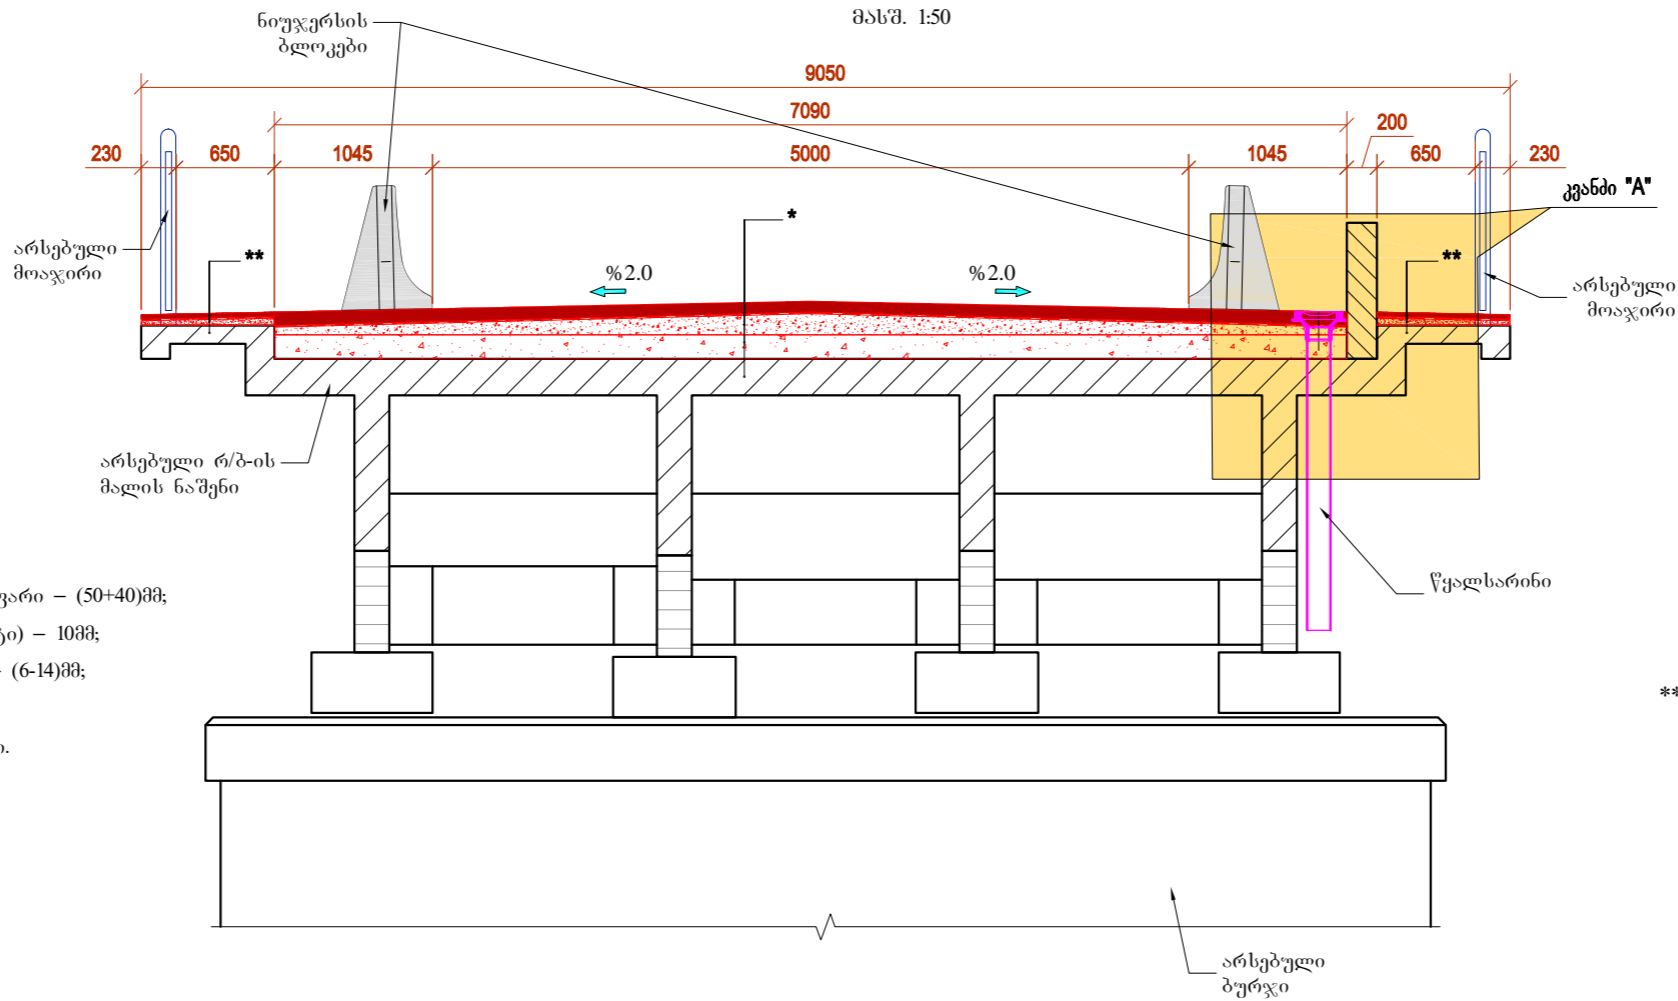 მასშ. 1:50
ნიუჯერსის
ბლოკები
9050
7090
200
230
650
1045
5000
1045
650
230
კვანძი "A"
*
**
**
არსებული
მოაჯირი
%2.0
%2.0
არსებული
მოაჯირი
არსებული რ/ბ-ის
მალის ნაშენი
წყალსარინი
– (50+40)მმ;
– 10მმ;
(6-14)მმ;
**
არსებული
ბურჯი